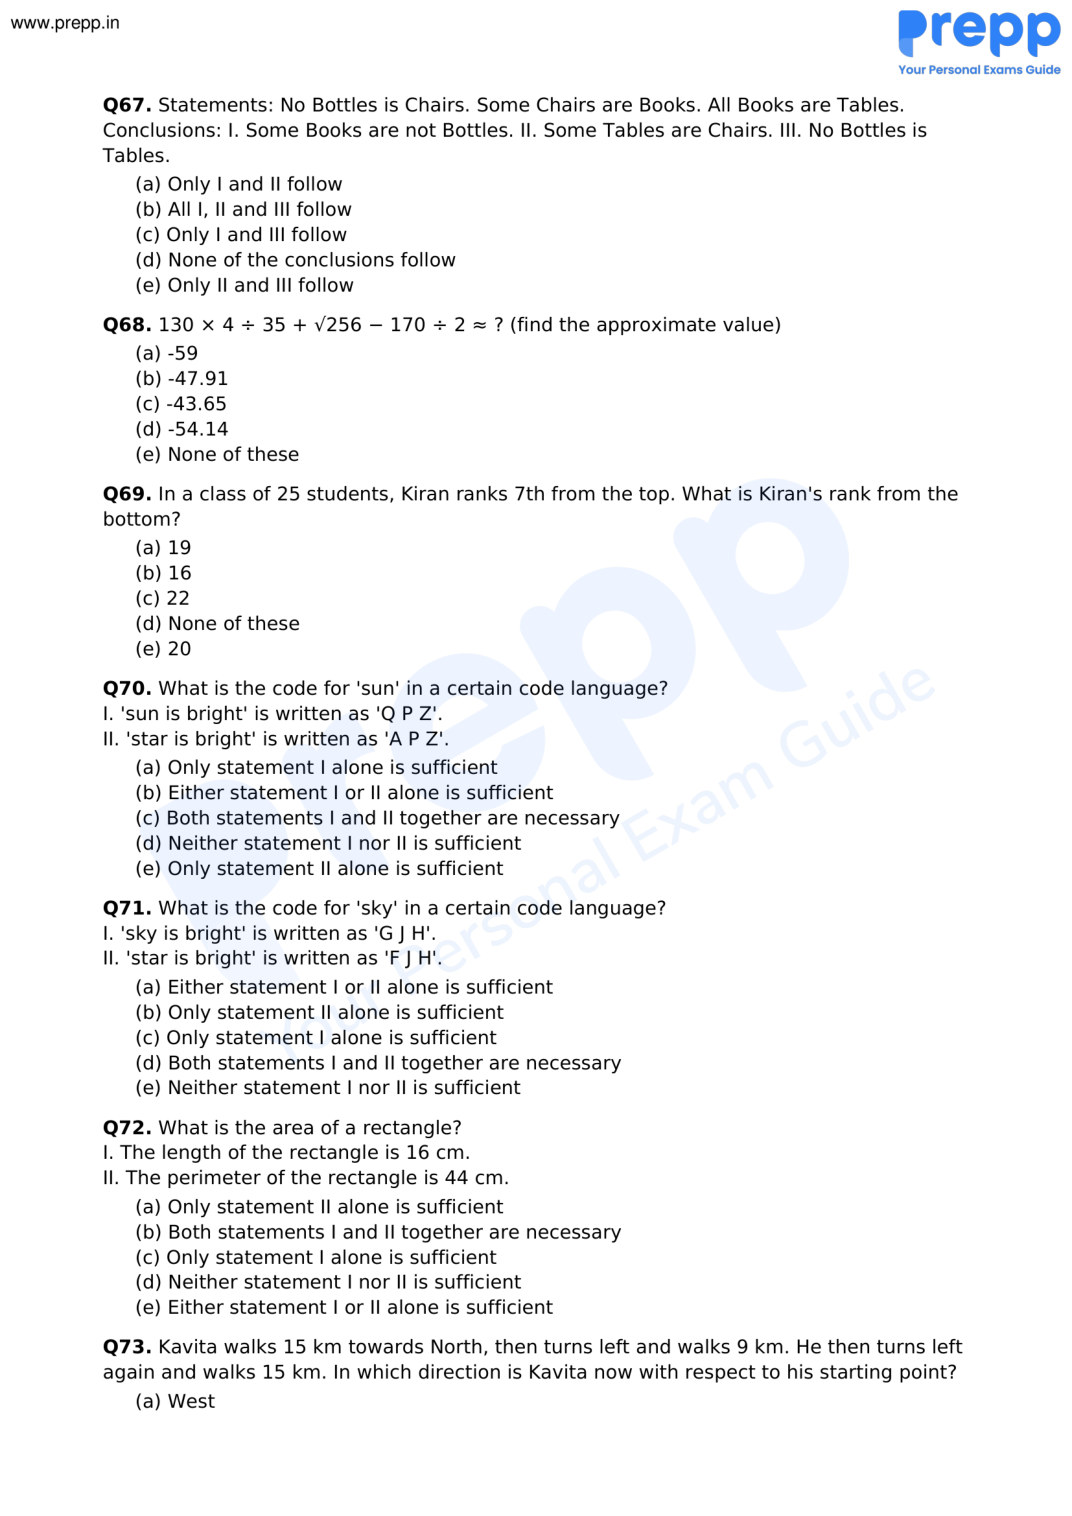 www.prepp.in
Prepp
Your Personal Exams Guide
Q67. Statements: No Bottles is Chairs. Some Chairs are Books. All Books are Tables.
Conclusions: I. Some Books are not Bottles. II. Some Tables are Chairs. III. No Bottles is
Tables.
(a) Only I and II follow
(b) All I, II and III follow
(c) Only I and III follow
(d) None of the conclusions follow
(e) Only II and III follow
Q68. 130 × 4 ÷ 35 + √256 − 170 ÷ 2 ≈ ? (find the approximate value)
(a) -59
(b) -47.91
(c) -43.65
(d) -54.14
(e) None of these
Q69. In a class of 25 students, Kiran ranks 7th from the top. What is Kiran's rank from the
bottom?
(a) 19
(b) 16
(c) 22
(d) None of these
(e) 20
Q70. What is the code for 'sun' in a certain code language?
I. 'sun is bright' is written as 'Q P Z'.
II. 'star is bright' is written as 'A P Z'.
(a) Only statement I alone is sufficient
(b) Either statement I or II alone is sufficient
(c) Both statements I and II together are necessary
(d) Neither statement I nor II is sufficient
(e) Only statement II alone is sufficient
Q71. What is the code for 'sky' in a certain code language?
I. 'sky is bright' is written as 'G J H'.
II. 'star is bright' is written as 'F J H'.
(a) Either statement I or II alone is sufficient
(b) Only statement II alone is sufficient
(c) Only statement I alone is sufficient
(d) Both statements I and II together are necessary
(e) Neither statement I nor II is sufficient
Q72. What is the area of a rectangle?
I. The length of the rectangle is 16 cm.
II. The perimeter of the rectangle is 44 cm.
(a) Only statement II alone is sufficient
(b) Both statements I and II together are necessary
(c) Only statement I alone is sufficient
(d) Neither statement I nor II is sufficient
(e) Either statement I or II alone is sufficient
Q73. Kavita walks 15 km towards North, then turns left and walks 9 km. He then turns left
again and walks 15 km. In which direction is Kavita now with respect to his starting point?
(a) West
prepp
Your Personal Exam Guide